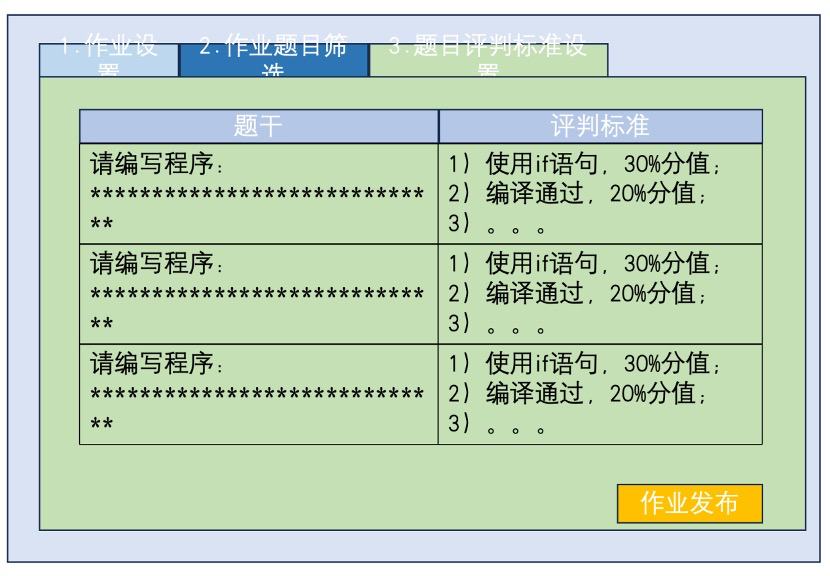 1.作业设
置
2.作业题目筛
选
3.题目评判标准设
置
题干
评判标准
请编写程序:
***************************
**
1) 使用if语句, 30%分值;
2) 编译通过, 20%分值;
3) 。。。
请编写程序:
***************************
**
1) 使用if语句, 30%分值;
2) 编译通过, 20%分值;
3) 。。。
请编写程序:
***************************
**
1) 使用if语句, 30%分值;
2) 编译通过, 20%分值;
3) 。。。
作业发布